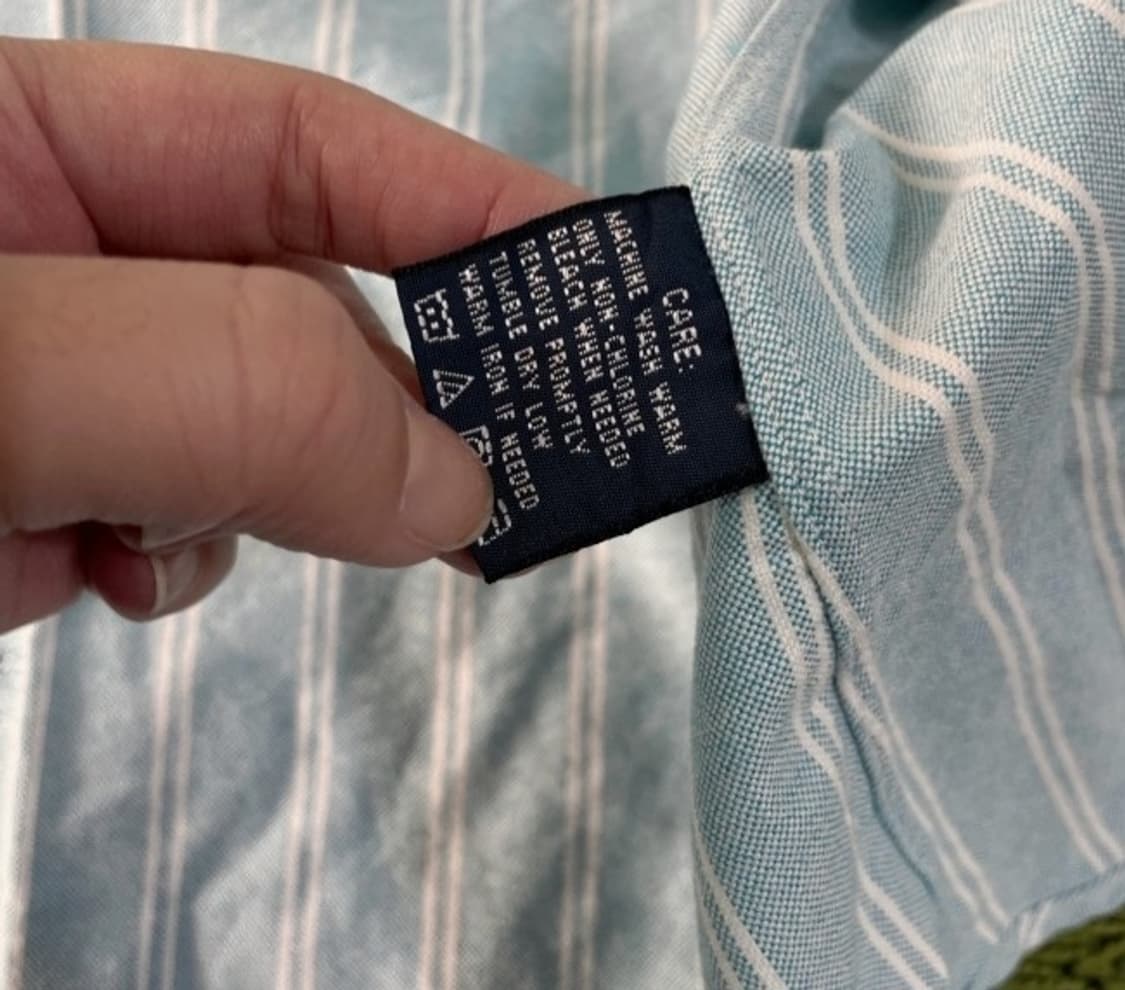 CARE:
MACHINE WASH WARM
ONLY NON-CHLORINE
BLEACH WHEN NEEDED
REMOVE PROMPTLY
TUMBLE DRY LOW
WARM IRON IF NEEDED